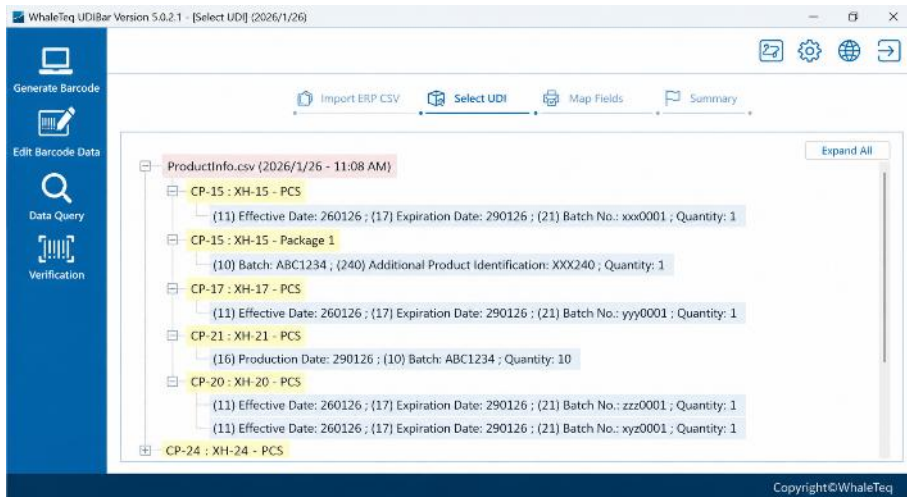 WhaleTeq UDIBar Version 5.0.2.1 - [Select UDI] (2026/1/26)
Generate Barcode
Edit Barcode Data
Data Query
Verification
Import ERP CSV
Select UDI
Map Fields
Summary
Expand All
ProductInfo.csv (2026/1/26 - 11:08 AM)
CP-15 : XH-15 - PCS
(11) Effective Date: 260126 ; (17) Expiration Date: 290126 ; (21) Batch No.: xxx0001 ; Quantity: 1
CP-15 : XH-15 - Package 1
(10) Batch: ABC1234 ; (240) Additional Product Identification: XXX240 ; Quantity: 1
CP-17 : XH-17 - PCS
(11) Effective Date: 260126 ; (17) Expiration Date: 290126 ; (21) Batch No.: yyy0001 ; Quantity: 1
CP-21 : XH-21 - PCS
(16) Production Date: 290126 ; (10) Batch: ABC1234 ; Quantity: 10
CP-20 : XH-20 - PCS
(11) Effective Date: 260126 ; (17) Expiration Date: 290126 ; (21) Batch No.: zzz0001 ; Quantity: 1
(11) Effective Date: 260126 ; (17) Expiration Date: 290126 ; (21) Batch No.: xyz0001 ; Quantity: 1
CP-24 : XH-24 - PCS
Copyright©WhaleTeq